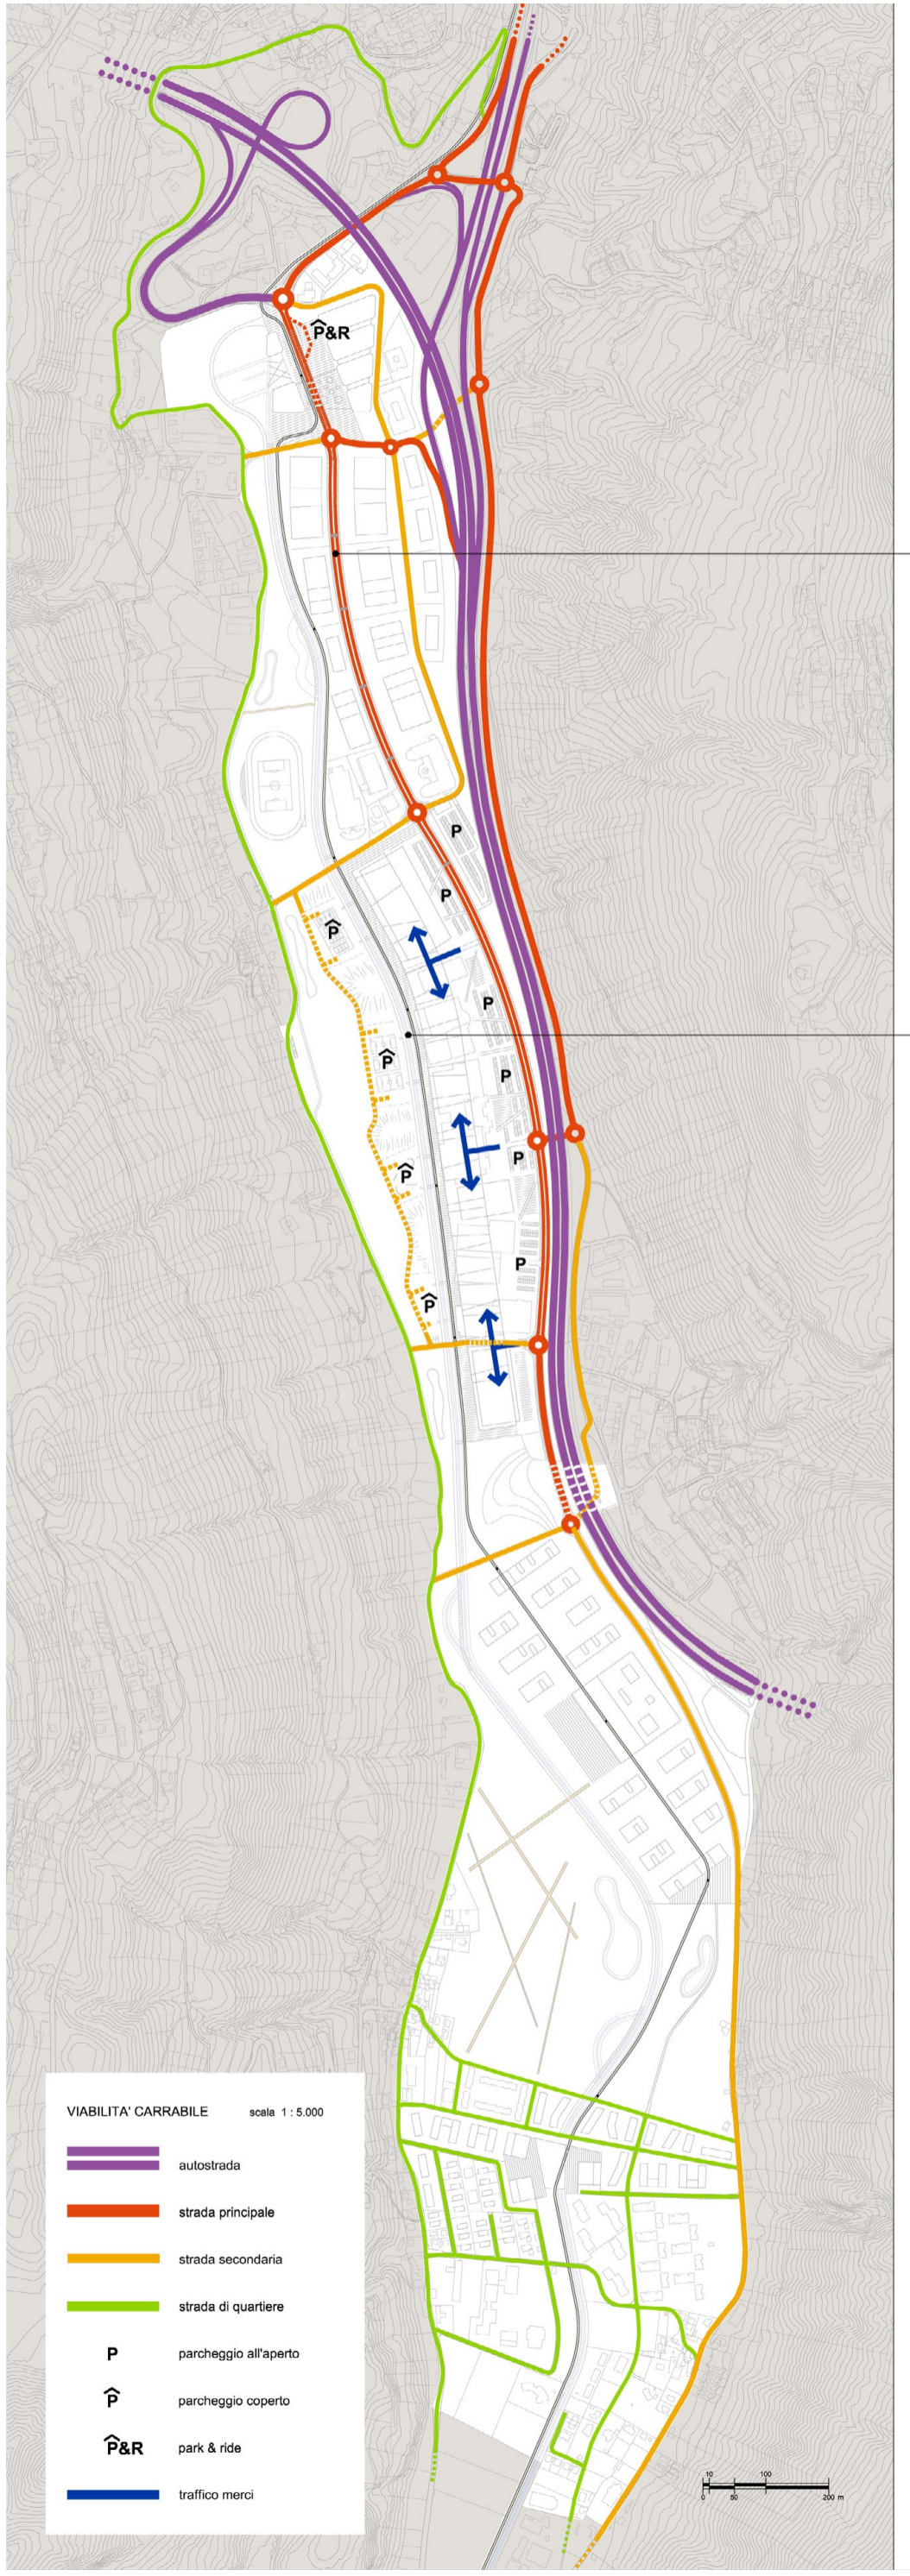 P&R
P
P
P
P
P
P
P
P
P
P
VIABILITA' CARRABILE scala 1 : 5.000
autostrada
strada principale
strada secondaria
strada di quartiere
P parcheggio all'aperto
P parcheggio coperto
P&R park & ride
traffico merci
10 100
0 50 200 m